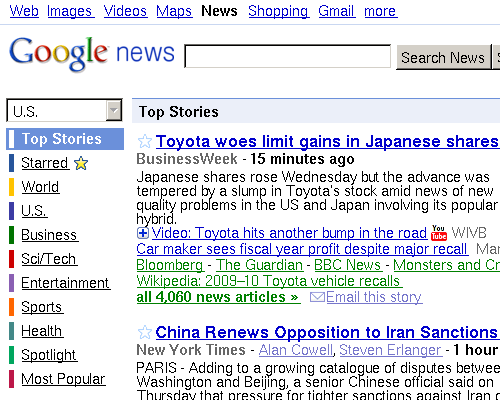 Web Images Videos Maps News Shopping Gmail more
Google news
Search News
U.S.
Top Stories
Top Stories
Starred
World
U.S.
Business
Sci/Tech
Entertainment
Sports
Health
Spotlight
Most Popular
Toyota woes limit gains in Japanese shares
BusinessWeek - 15 minutes ago
Japanese shares rose Wednesday but the advance was
tempered by a slump in Toyota's stock amid news of new
quality problems in the US and Japan involving its popular
hybrid.
Video: Toyota hits another bump in the road You Tube WIVB
Car maker sees fiscal year profit despite major recall
Bloomberg - The Guardian - BBC News - Monsters and
Wikipedia: 2009–10 Toyota vehicle recalls
all 4,060 news articles » Email this story
China Renews Opposition to Iran Sanctions
New York Times - Alan Cowell, Steven Erlanger - 1 hour
PARIS - Adding to a growing catalogue of disputes
Washington and Beijing, a senior Chinese official said on
Thursday that pressure for tighter sanctions against Iran